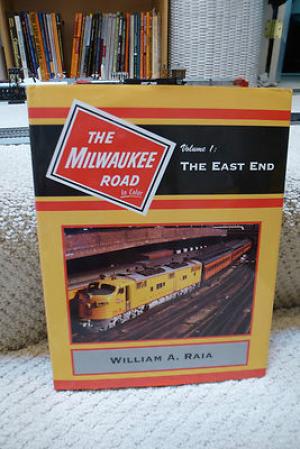 THE
MILWAUKEE
ROAD
In Color
Volume 1:
THE EAST END
WILLIAM A. RAIA